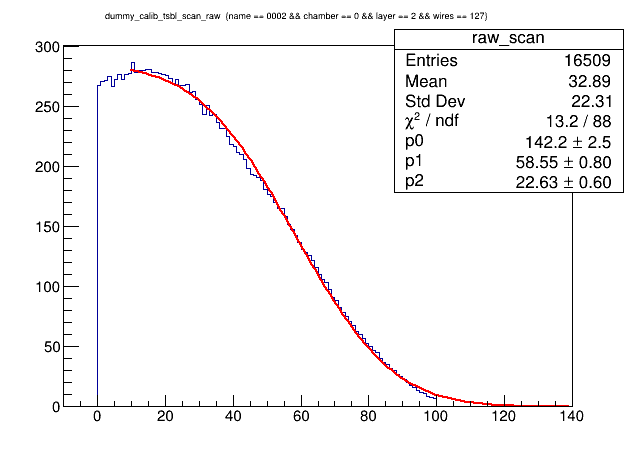 dummy_calib_tsbl_scan_raw (name == 0002 && chamber == 0 && layer == 2 && wires == 127)
raw_scan
Entries 16509
Mean 32.89
Std Dev 22.31
χ² / ndf 13.2 / 88
p0 142.2 ± 2.5
p1 58.55 ± 0.80
p2 22.63 ± 0.60
300
250
200
150
100
50
0
0 20 40 60 80 100 120 140